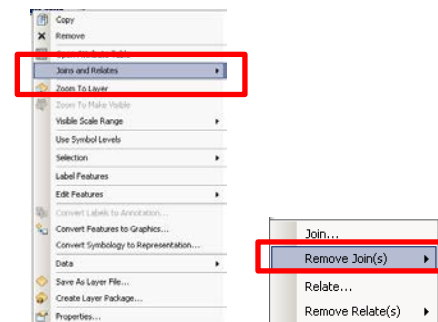 Copy
Remove
Joins and Relates
Zoom To Layer
Zoom To Make Visible
Visible Scale Range
Use Symbol Levels
Selection
Label Features
Edit Features
Convert Labels to Annotation...
Convert Features to Graphics...
Convert Symbology to Representation...
Data
Save As Layer File...
Create Layer Package...
Properties...
Join...
Remove Join(s)
Relate...
Remove Relate(s)